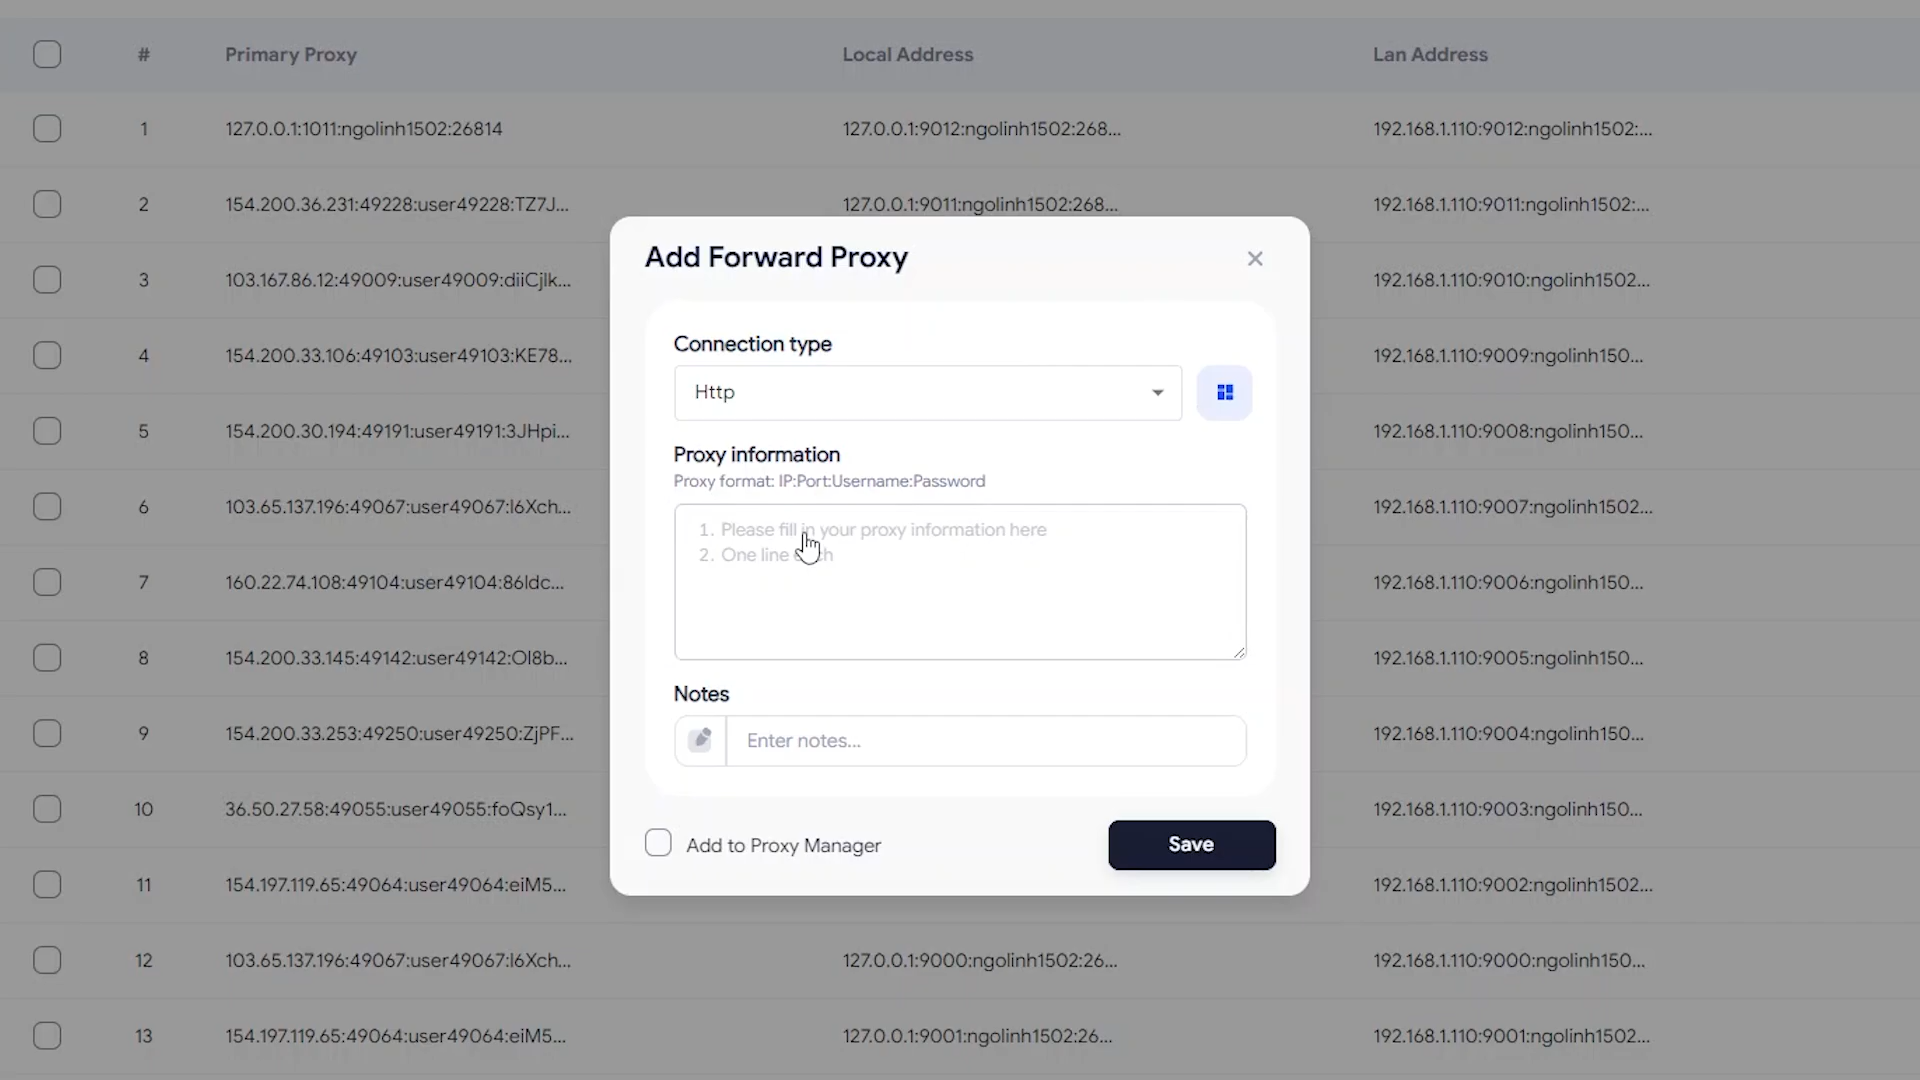 # Primary Proxy Local Address Lan Address
1 127.0.0.1:1011:ngolinh1502:26814 127.0.0.1:9012:ngolinh1502:268... 192.168.1.110:9012:ngolinh1502:...
2 154.200.36.231:49228:user49228:TZ7J... 127.0.0.1:9011:ngolinh1502:268... 192.168.1.110:9011:ngolinh1502:...
3 103.167.86.12:49009:user49009:diiCjlk... 192.168.1.110:9010:ngolinh1502...
4 154.200.33.106:49103:user49103:KE78... 192.168.1.110:9009:ngolinh150...
5 154.200.30.194:49191:user49191:3JHpi... 192.168.1.110:9008:ngolinh150...
6 103.65.137.196:49067:user49067:l6Xch... 192.168.1.110:9007:ngolinh1502...
7 160.22.74.108:49104:user49104:86ldc... 192.168.1.110:9006:ngolinh150...
8 154.200.33.145:49142:user49142:Ol8b... 192.168.1.110:9005:ngolinh150...
9 154.200.33.253:49250:user49250:ZjPF... 192.168.1.110:9004:ngolinh150...
10 36.50.27.58:49055:user49055:foQsy1... 192.168.1.110:9003:ngolinh150...
11 154.197.119.65:49064:user49064:eiM5... 192.168.1.110:9002:ngolinh1502...
12 103.65.137.196:49067:user49067:l6Xch... 127.0.0.1:9000:ngolinh1502:26... 192.168.1.110:9000:ngolinh150...
13 154.197.119.65:49064:user49064:eiM5... 127.0.0.1:9001:ngolinh1502:26... 192.168.1.110:9001:ngolinh1502...
Add Forward Proxy
Connection type
Http
Proxy information
Proxy format: IP:Port:Username:Password
1. Please fill in your proxy information here
2. One line each
Notes
Enter notes...
Add to Proxy Manager
Save